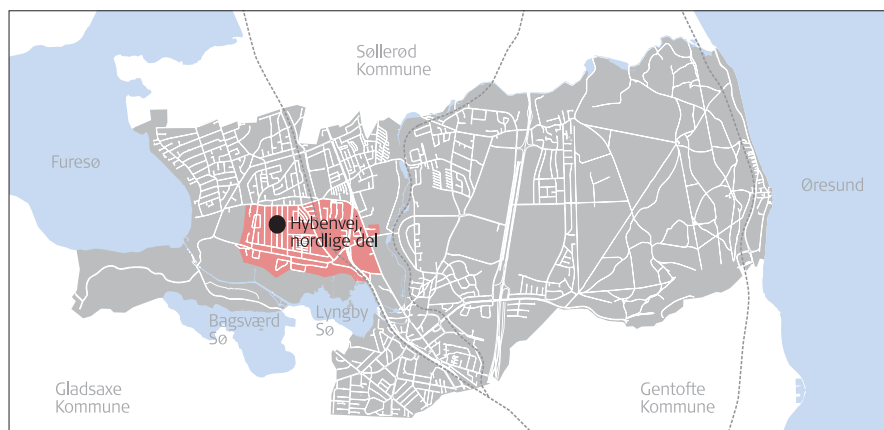 Søllerød
Kommune
Furesø
Øresund
Hybenvej,
nordlige del
Bagsværd
Sø
Lyngby
Sø
Gladsaxe
Kommune
Gentofte
Kommune